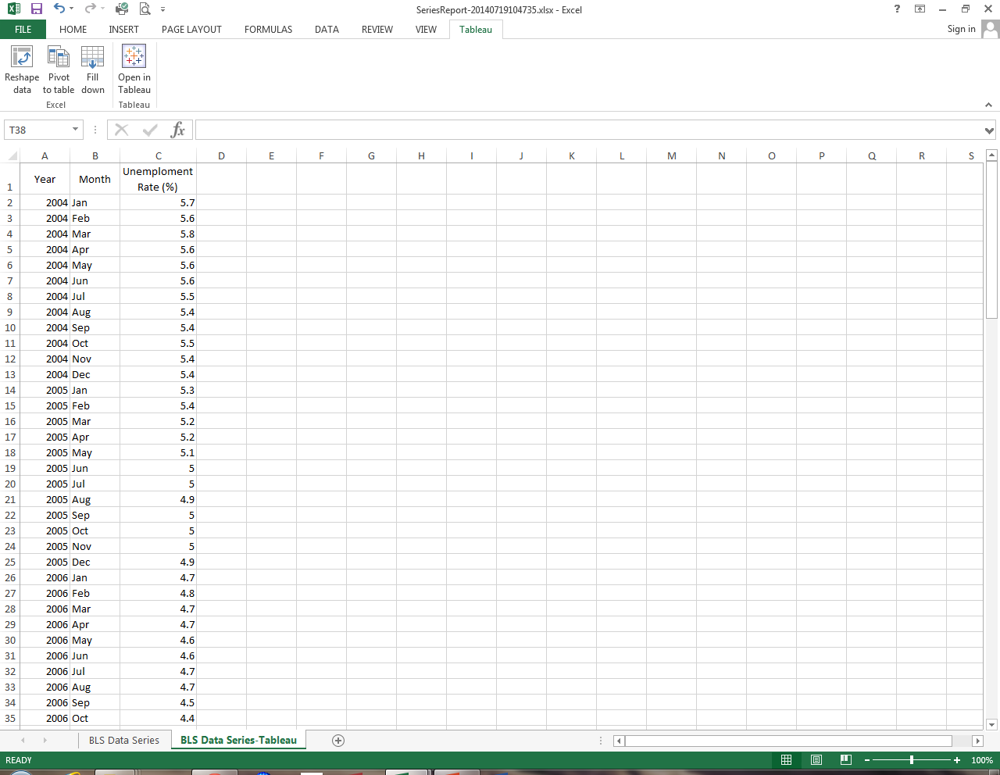 SeriesReport-20140719104735.xlsx - Excel
FILE HOME INSERT PAGE LAYOUT FORMULAS DATA REVIEW VIEW Tableau Sign in
Reshape data Pivot to table Fill down Open in Tableau
Excel Tableau
T38 fx
A B C D E F G H I J K L M N O P Q R S
1 Year Month Unemploment Rate (%)
2 2004 Jan 5.7
3 2004 Feb 5.6
4 2004 Mar 5.8
5 2004 Apr 5.6
6 2004 May 5.6
7 2004 Jun 5.6
8 2004 Jul 5.5
9 2004 Aug 5.4
10 2004 Sep 5.4
11 2004 Oct 5.5
12 2004 Nov 5.4
13 2004 Dec 5.4
14 2005 Jan 5.3
15 2005 Feb 5.4
16 2005 Mar 5.2
17 2005 Apr 5.2
18 2005 May 5.1
19 2005 Jun 5
20 2005 Jul 5
21 2005 Aug 4.9
22 2005 Sep 5
23 2005 Oct 5
24 2005 Nov 5
25 2005 Dec 4.9
26 2006 Jan 4.7
27 2006 Feb 4.8
28 2006 Mar 4.7
29 2006 Apr 4.7
30 2006 May 4.6
31 2006 Jun 4.6
32 2006 Jul 4.7
33 2006 Aug 4.7
34 2006 Sep 4.5
35 2006 Oct 4.4
BLS Data Series BLS Data Series-Tableau
READY 100%